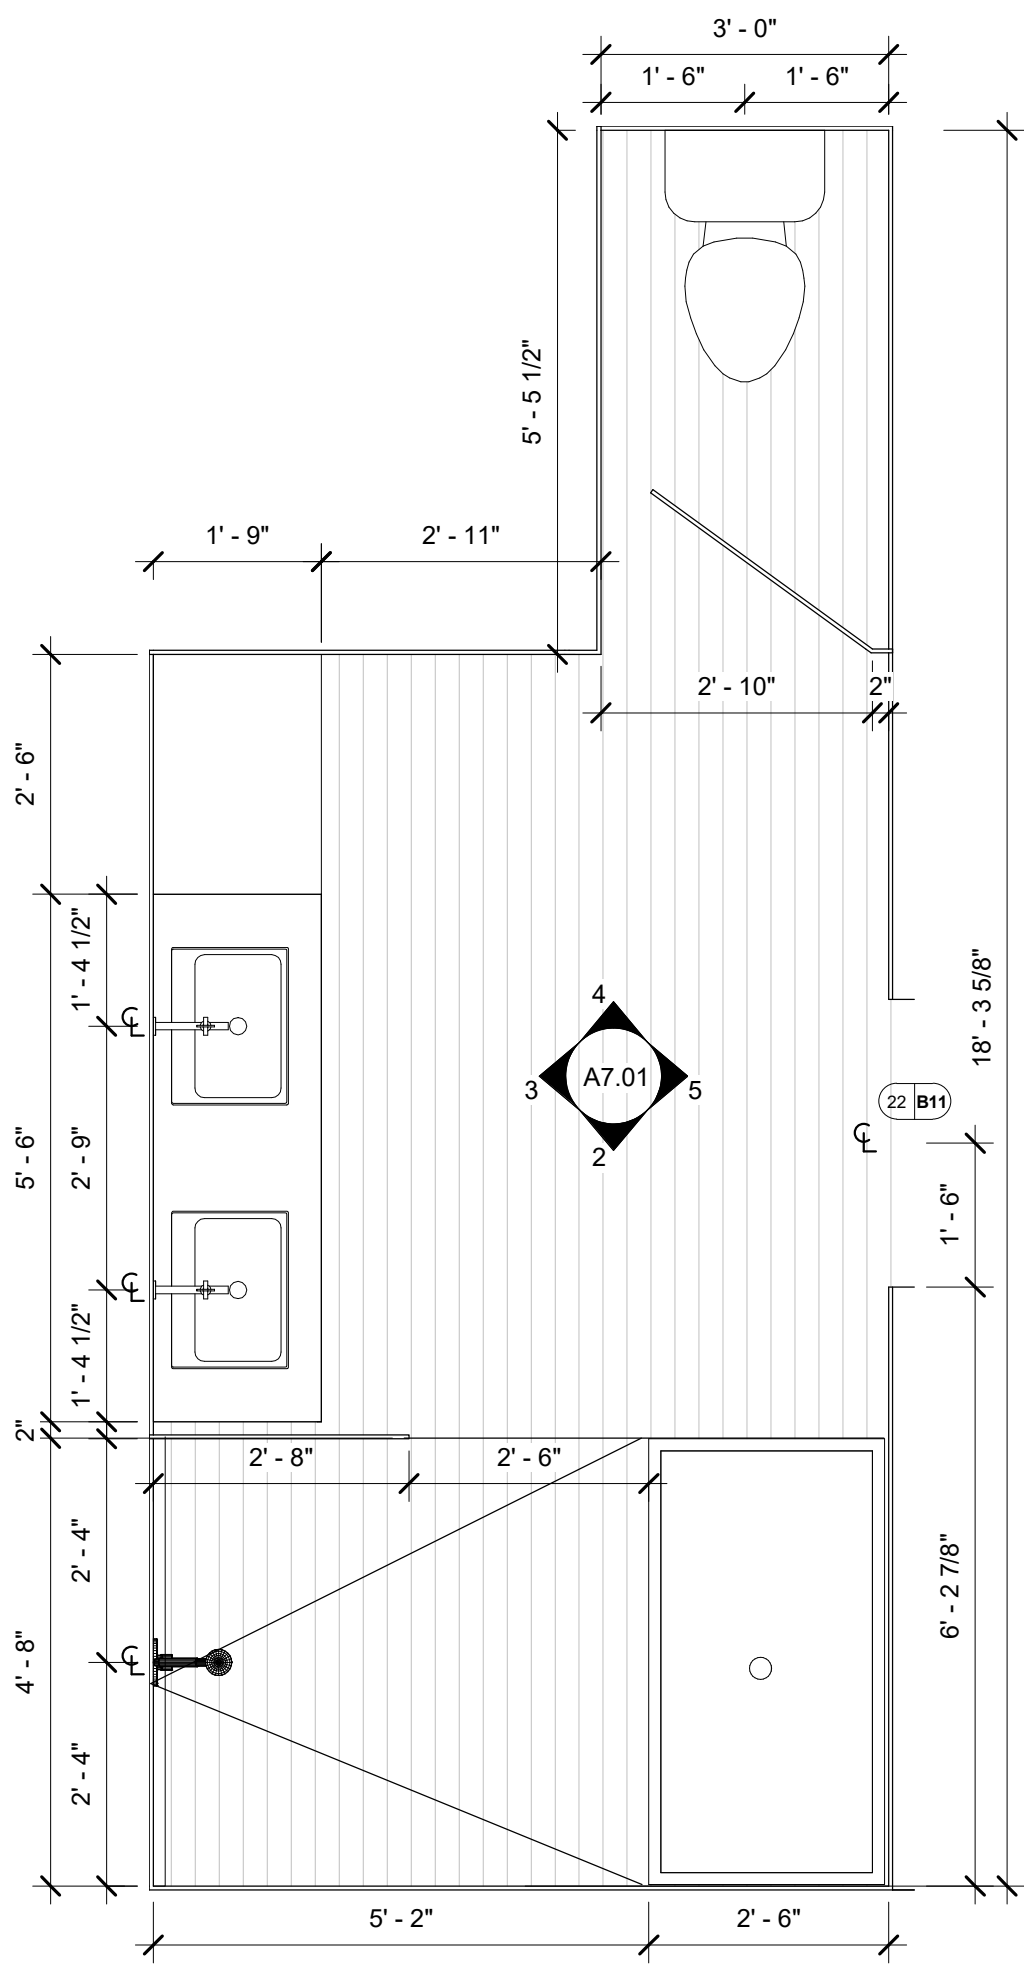 3' - 0"
1' - 6"
1' - 6"
5' - 5 1/2"
1' - 9"
2' - 11"
2' - 10"
2"
2' - 6"
1' - 4 1/2"
℄
4
3
A7.01
5
2
18' - 3 5/8"
22
B11
℄
5' - 6"
2' - 9"
1' - 6"
℄
1' - 4 1/2"
2"
2' - 8"
2' - 6"
2' - 4"
6' - 2 7/8"
4' - 8"
℄
2' - 4"
5' - 2"
2' - 6"